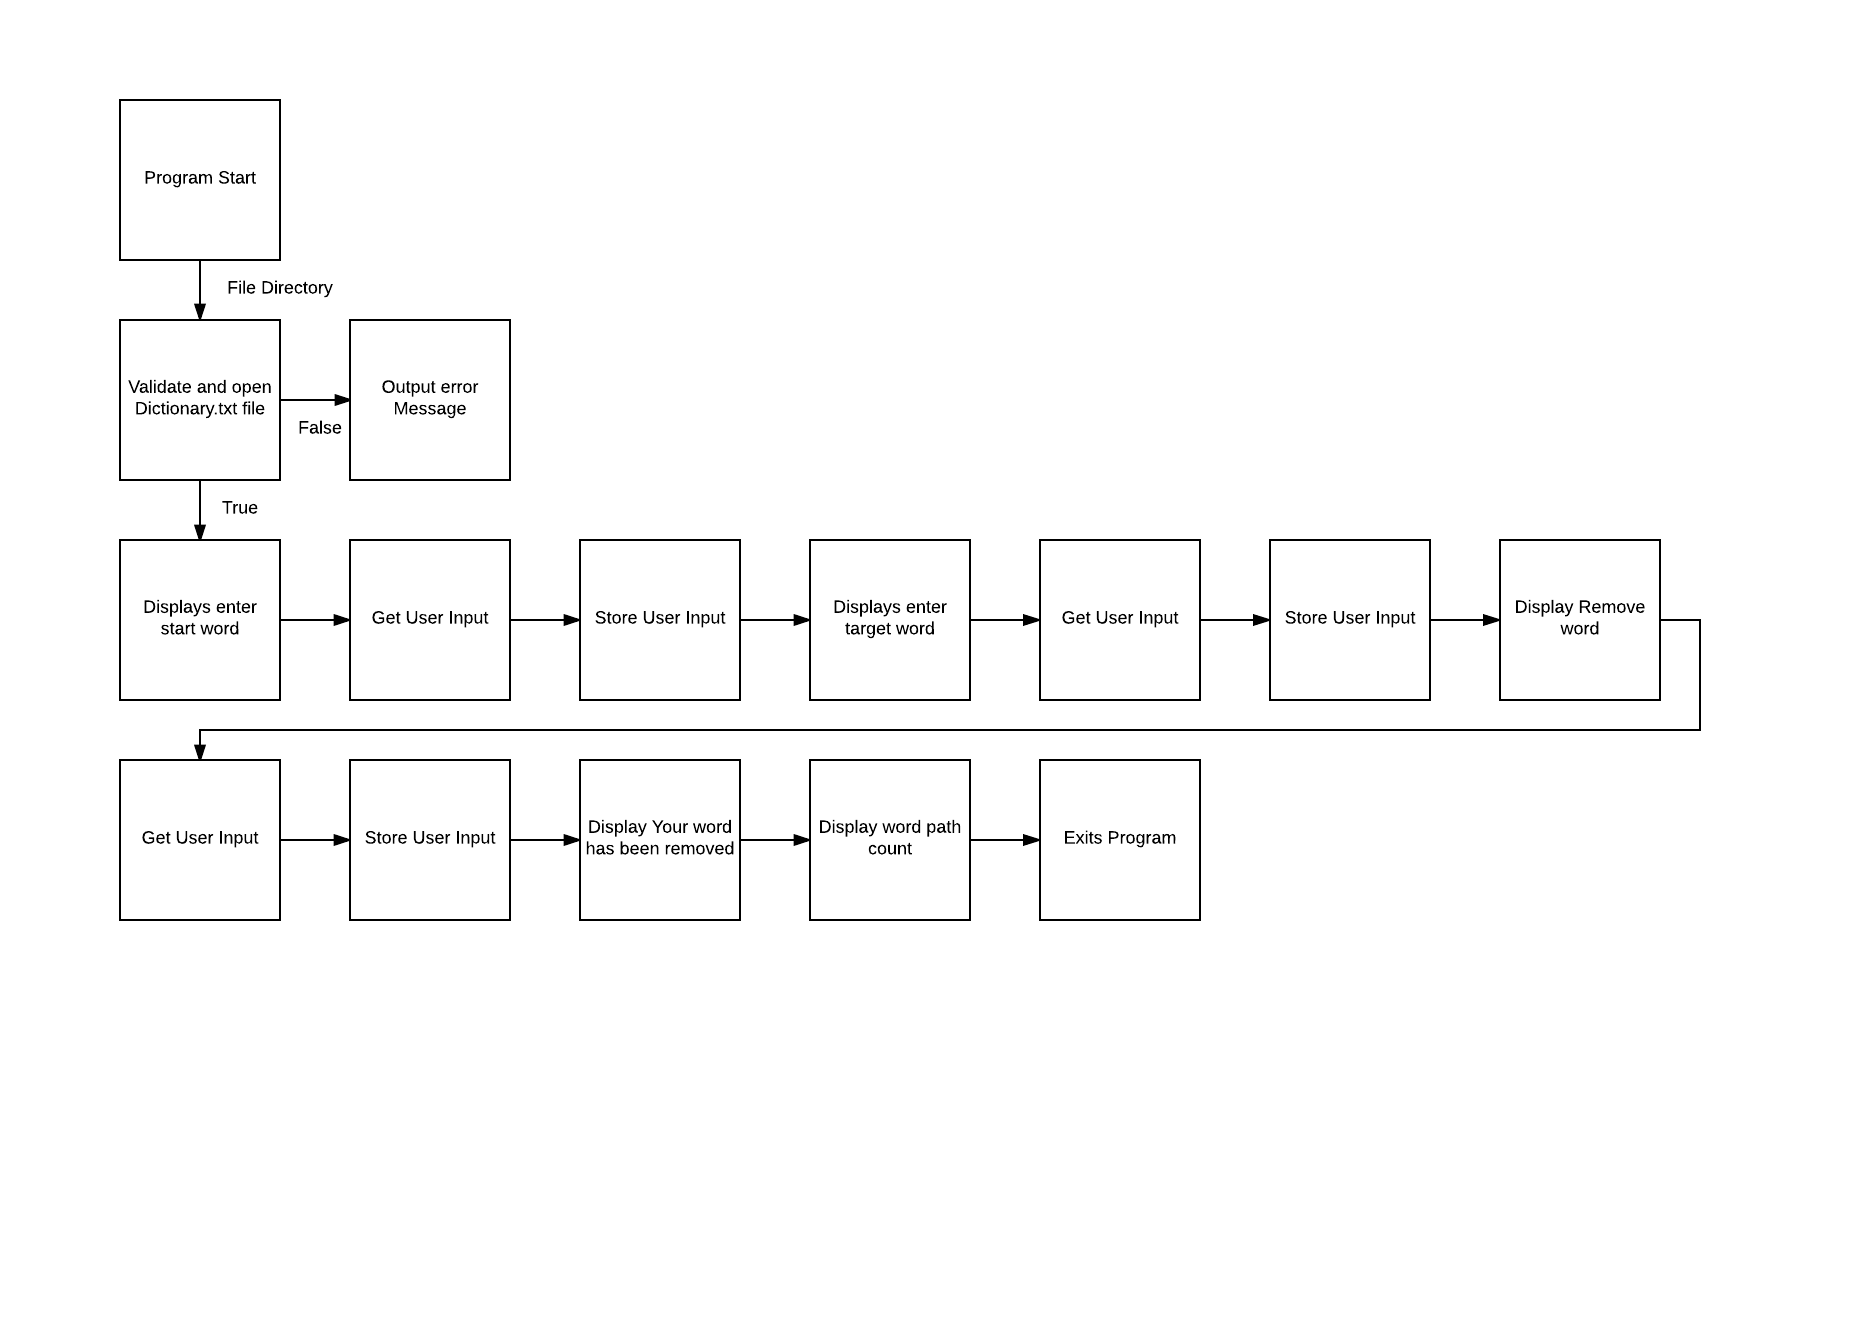 Program Start
File Directory
Validate and open
Dictionary.txt file
False
Output error
Message
True
Displays enter
start word
Get User Input
Store User Input
Displays enter
target word
Get User Input
Store User Input
Display Remove
word
Get User Input
Store User Input
Display Your word
has been removed
Display word path
count
Exits Program